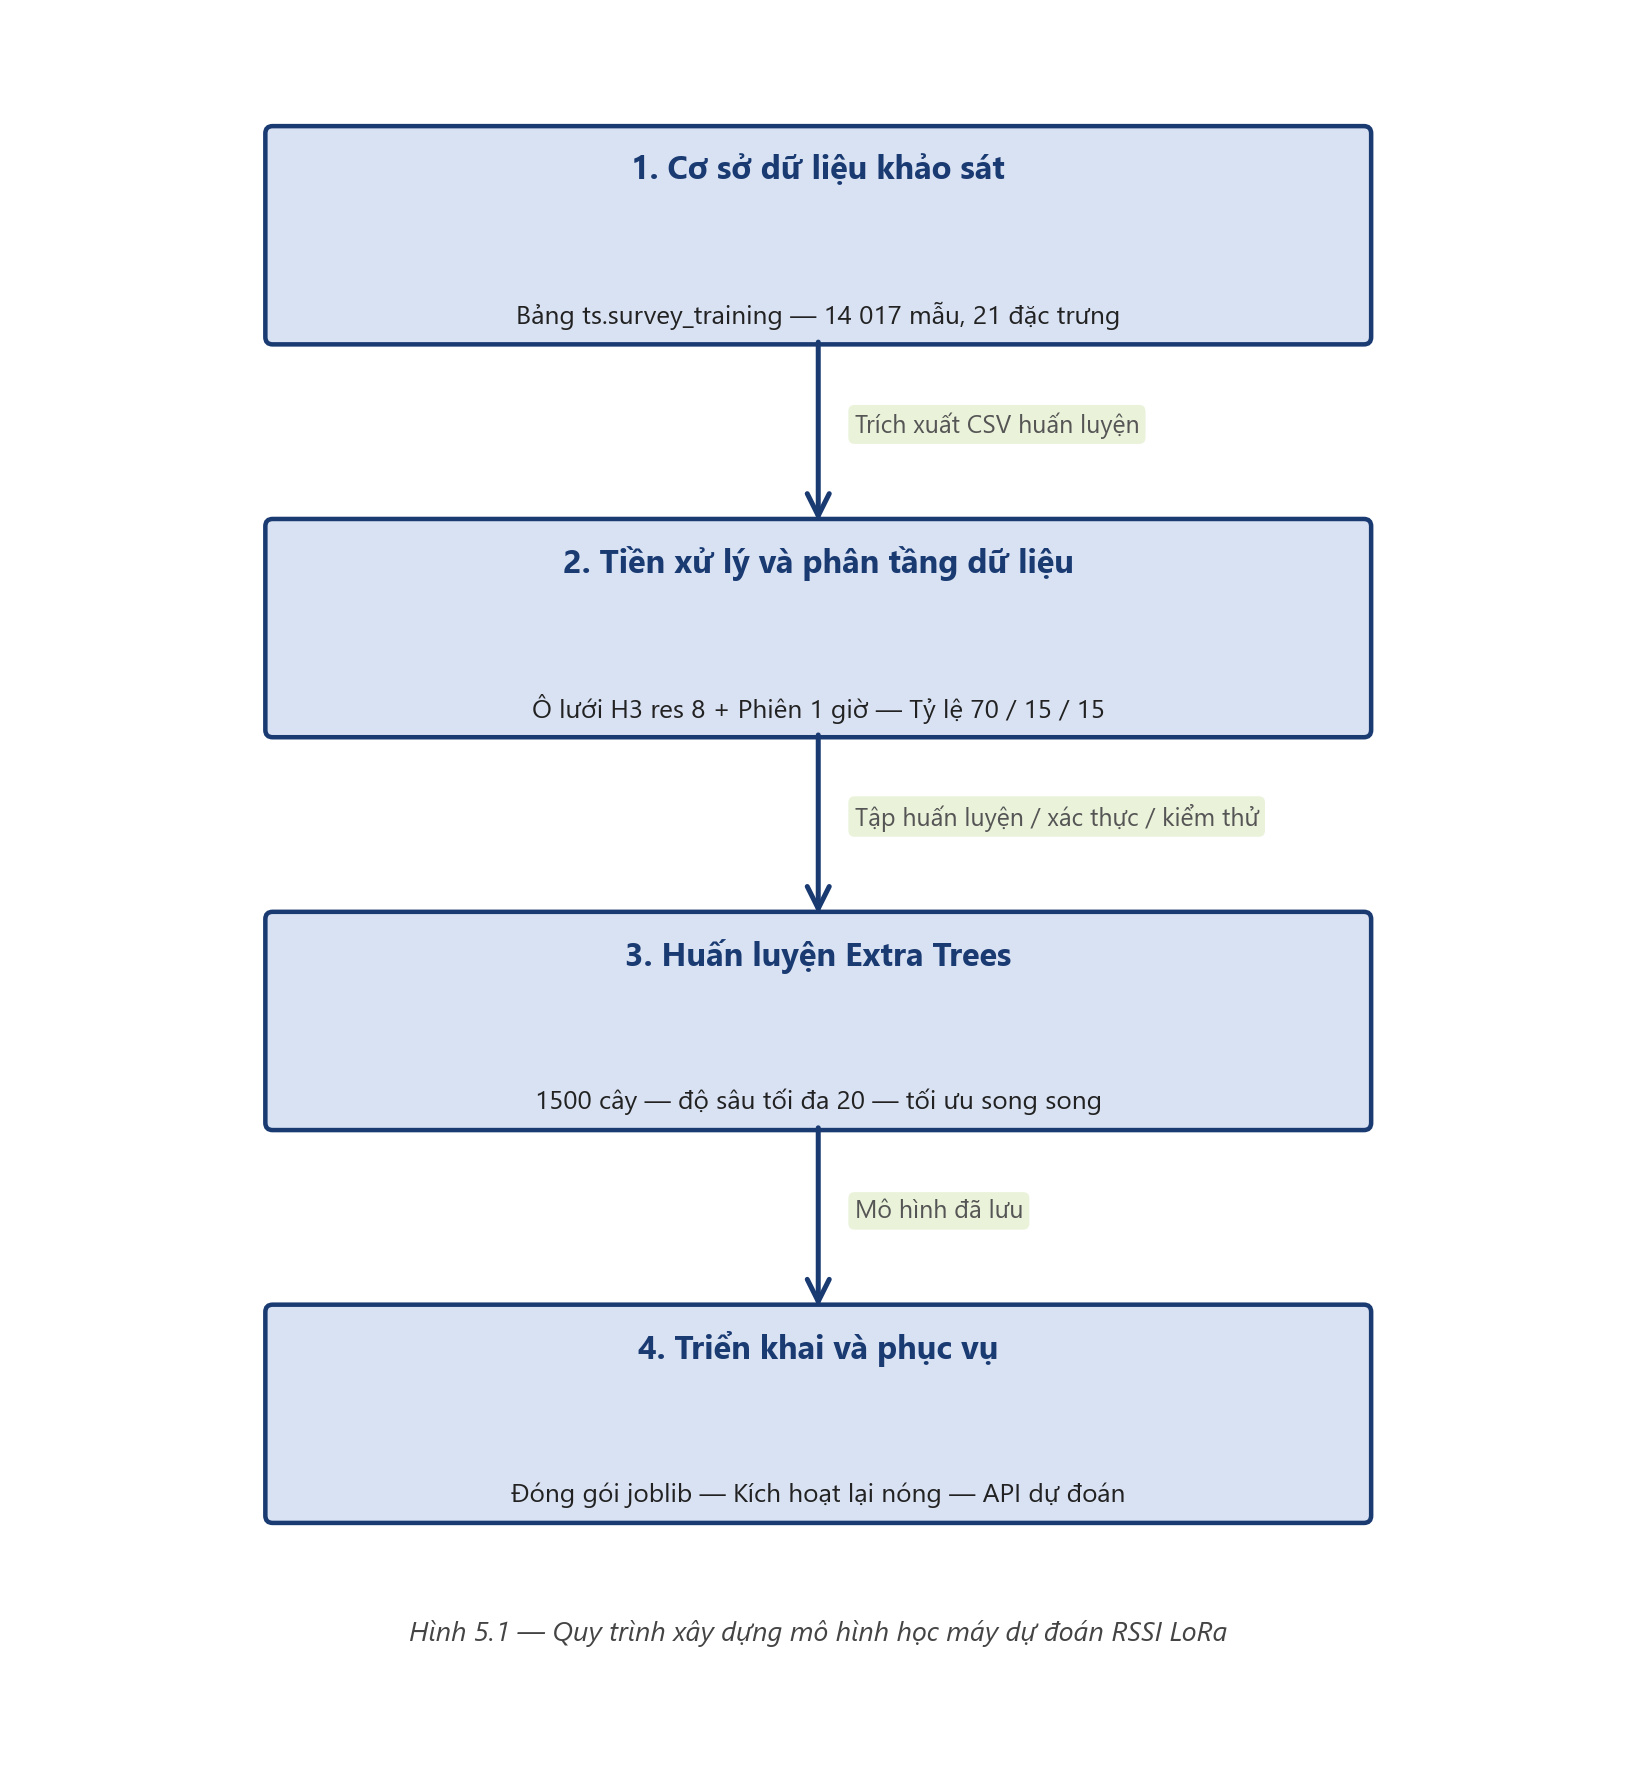 1. Cơ sở dữ liệu khảo sát
Bảng ts.survey_training — 14 017 mẫu, 21 đặc trưng
Trích xuất CSV huấn luyện
2. Tiền xử lý và phân tầng dữ liệu
Ô lưới H3 res 8 + Phiên 1 giờ — Tỷ lệ 70 / 15 / 15
Tập huấn luyện / xác thực / kiểm thử
3. Huấn luyện Extra Trees
1500 cây — độ sâu tối đa 20 — tối ưu song song
Mô hình đã lưu
4. Triển khai và phục vụ
Đóng gói joblib — Kích hoạt lại nóng — API dự đoán
Hình 5.1 — Quy trình xây dựng mô hình học máy dự đoán RSSI LoRa